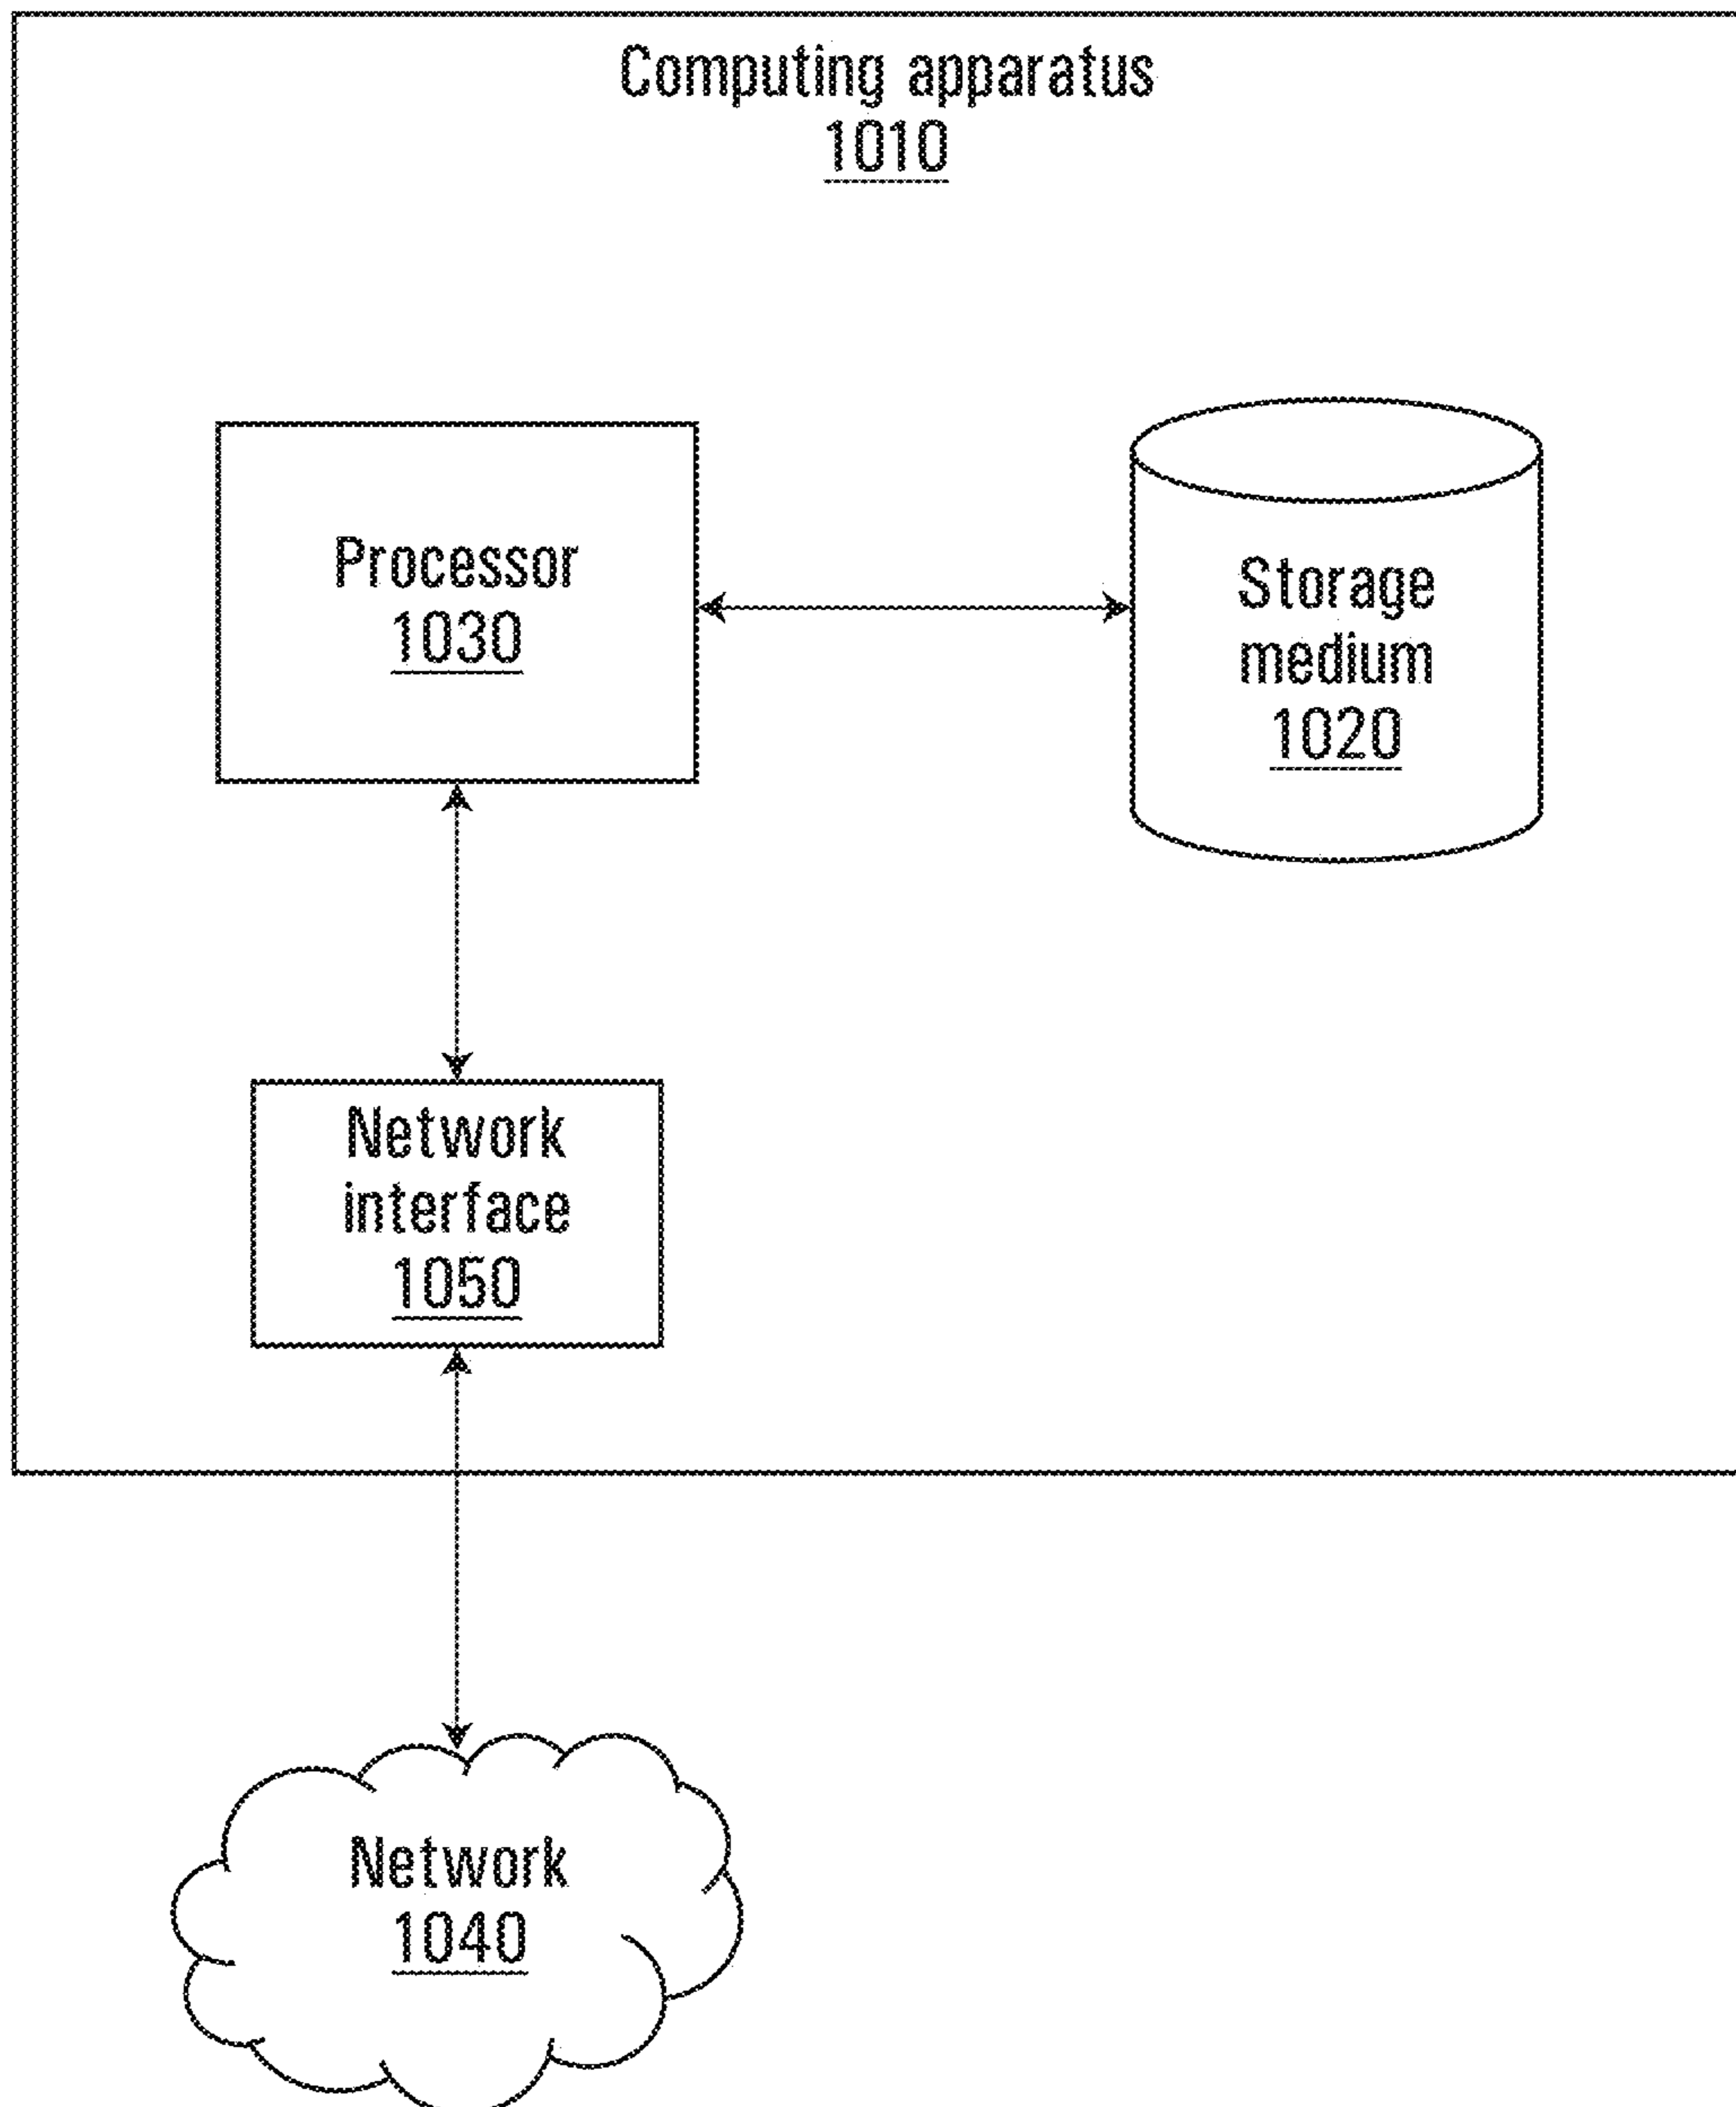 Computing apparatus
1010
Processor
1030
Storage
medium
1020
Network
interface
1050
Network
1040